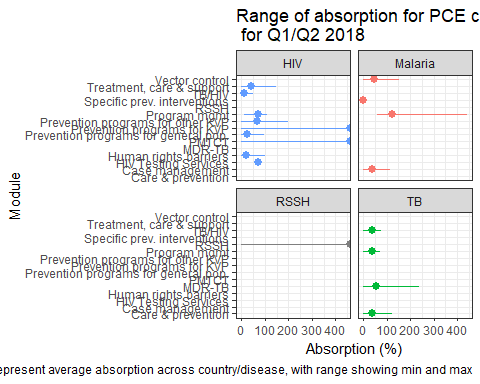 Range of absorption for PCE c
for Q1/Q2 2018
HIV
Malaria
Vector control
Treatment, care & support
TB/HIV
Specific prev. interventions
RSSH
Program mgmt
Prevention programs for other KVP
Prevention programs for KVP
Prevention programs for general pop.
PMTCT
MDR-TB
Human rights barriers
HIV Testing Services
Case management
Care & prevention
RSSH
TB
Vector control
Treatment, care & support
TB/HIV
Specific prev. interventions
RSSH
Program mgmt
Prevention programs for other KVP
Prevention programs for KVP
Prevention programs for general pop.
PMTCT
MDR-TB
Human rights barriers
HIV Testing Services
Case management
Care & prevention
0 100 200 300 400 0 100 200 300 400
Module
Absorption (%)
epresent average absorption across country/disease, with range showing min and max